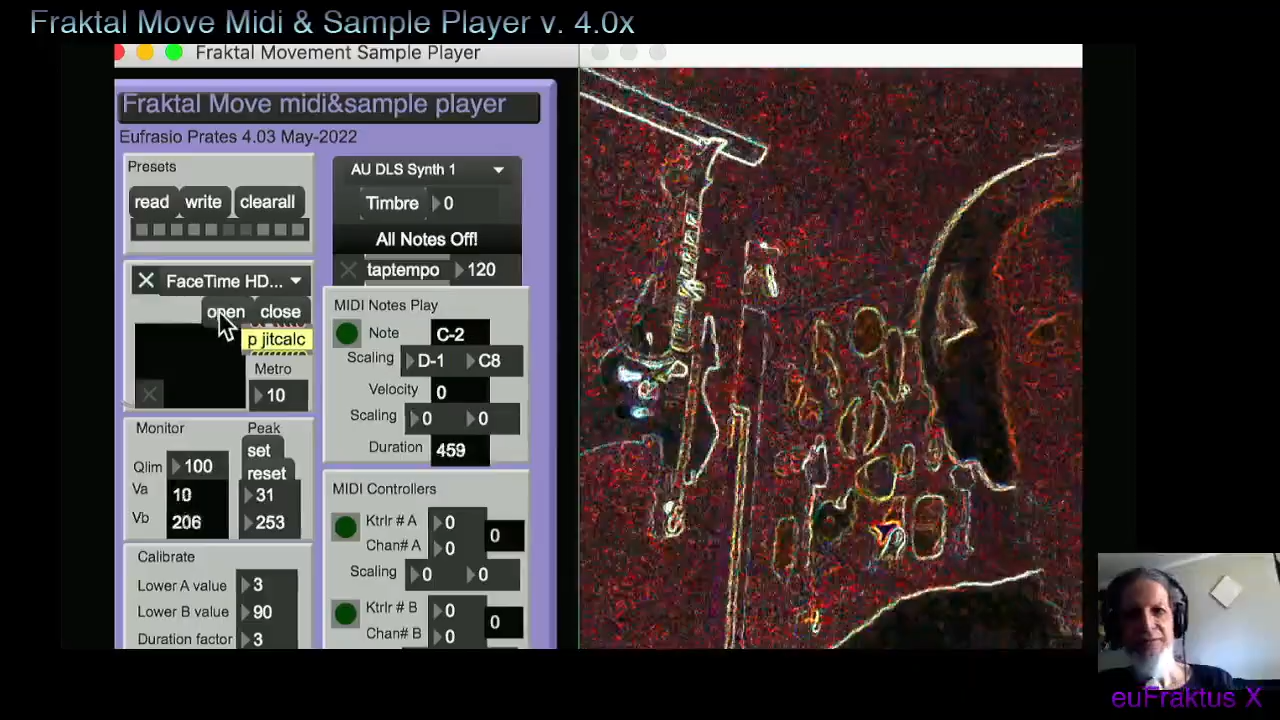 Fraktal Move Midi & Sample Player v. 4.0x
Fraktal Movement Sample Player
Fraktal Move midi&sample player
Eufrasio Prates 4.03 May-2022
Presets
read write clearall
AU DLS Synth 1
Timbre 0
All Notes Off!
taptempo 120
FaceTime HD...
open close
p jitcalc
Metro
10
MIDI Notes Play
Note C-2
Scaling D-1 C8
Velocity 0
Scaling 0 0
Duration 459
Monitor Peak
set
reset
Qlim 100
Va 10 31
Vb 206 253
MIDI Controllers
Ktrlr # A 0
Chan# A 0 0
Scaling 0 0
Ktrlr # B 0
Chan# B 0 0
Calibrate
Lower A value 3
Lower B value 90
Duration factor 3
euFraktus X